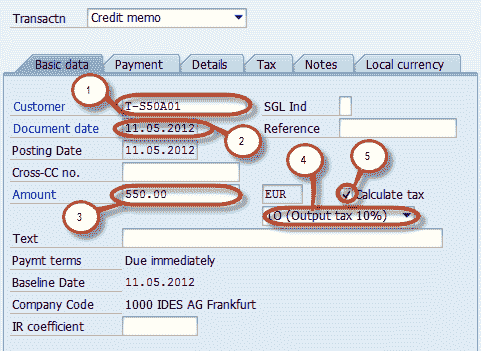 Transactn Credit memo
Basic data Payment Details Tax Notes Local currency
1
Customer T-S50A01 SGL Ind
Document date 11.05.2012 2 Reference
Posting Date 11.05.2012 4 5
Cross-CC no.
Amount 550.00 EUR Calculate tax
3 1O (Output tax 10%)
Text
Paymt terms Due immediately
Baseline Date 11.05.2012
Company Code 1000 IDES AG Frankfurt
IR coefficient